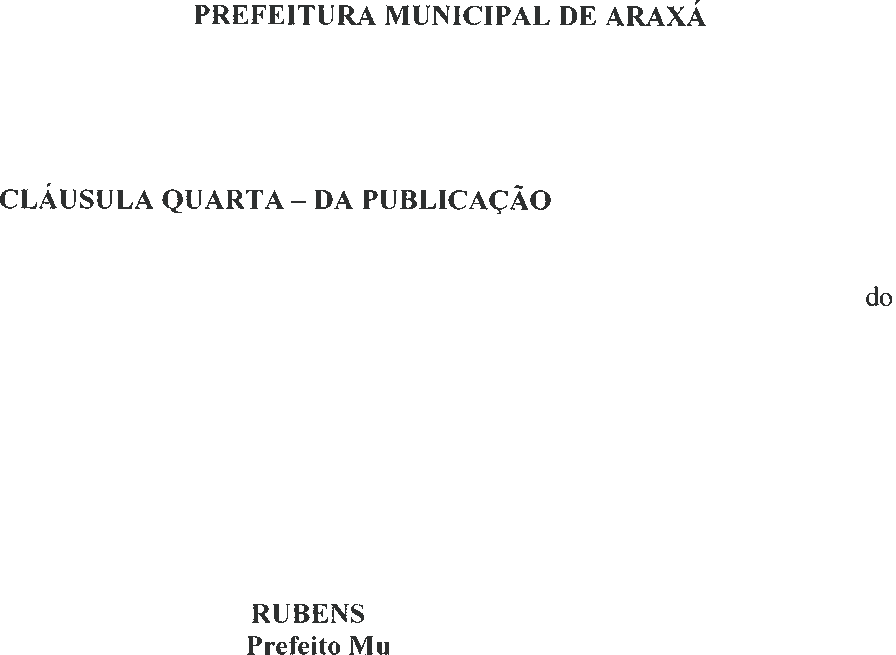 PREFEITURA MUNICIPAL DE ARAXÁ
CLÁUSULA QUARTA – DA PUBLICAÇÃO
do
RUBENS
Prefeito Mu